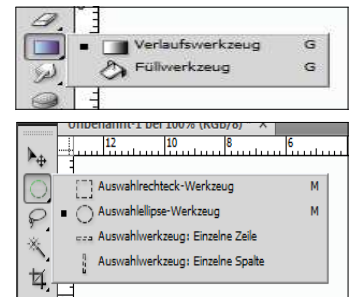 Verlaufswerkzeug G
Füllwerkzeug G
Unbenannt-1 bei 100% (RGB/8) ×
12 10 8 6
Auswahlrechteck-Werkzeug M
Auswahlellipse-Werkzeug M
Auswahlwerkzeug: Einzelne Zeile
Auswahlwerkzeug: Einzelne Spalte